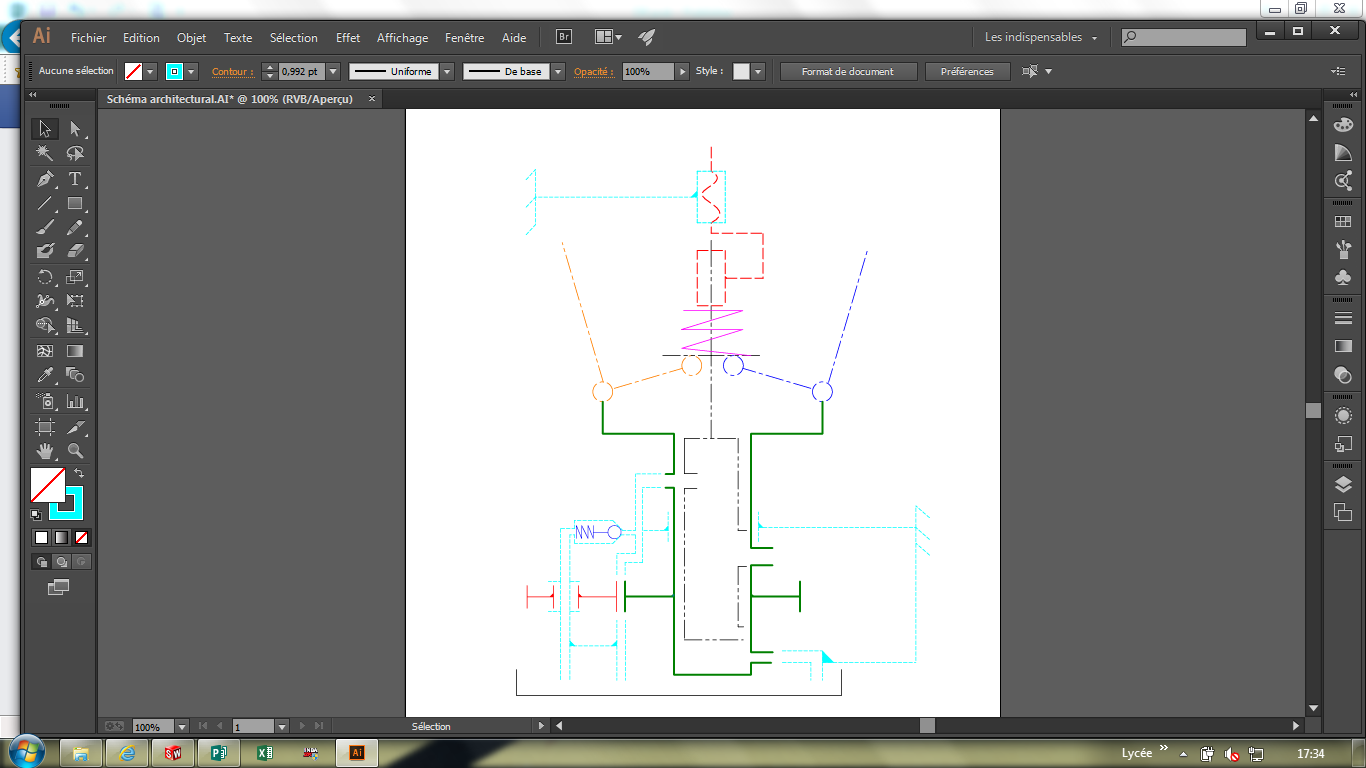 Ai Fichier Edition Objet Texte Sélection Effet Affichage Fenêtre Aide Br Les indispensables
Aucune sélection Contour : 0,992 pt Uniforme De base Opacité : 100% Style : Format de document Préférences
Schéma architectural.AI* @ 100% (RVB/Aperçu) ×
T
100% 1 Sélection
Lycée » 17:34